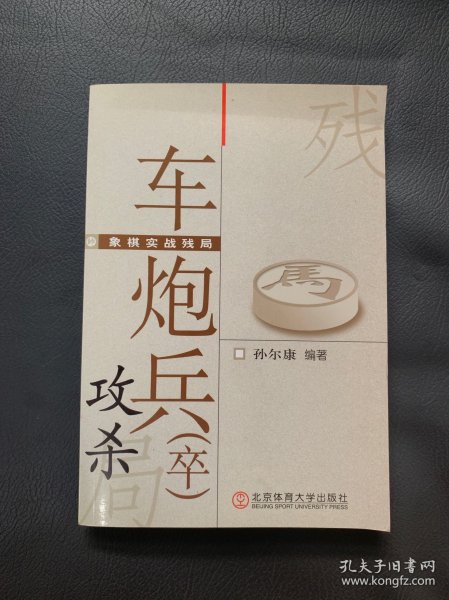 残
象棋实战残局
车炮兵(卒)
攻杀
局
馬
孙尔康 编著
北京体育大学出版社
BEIJING SPORT UNIVERSITY PRESS
孔夫子旧书网
www.kongfz.com